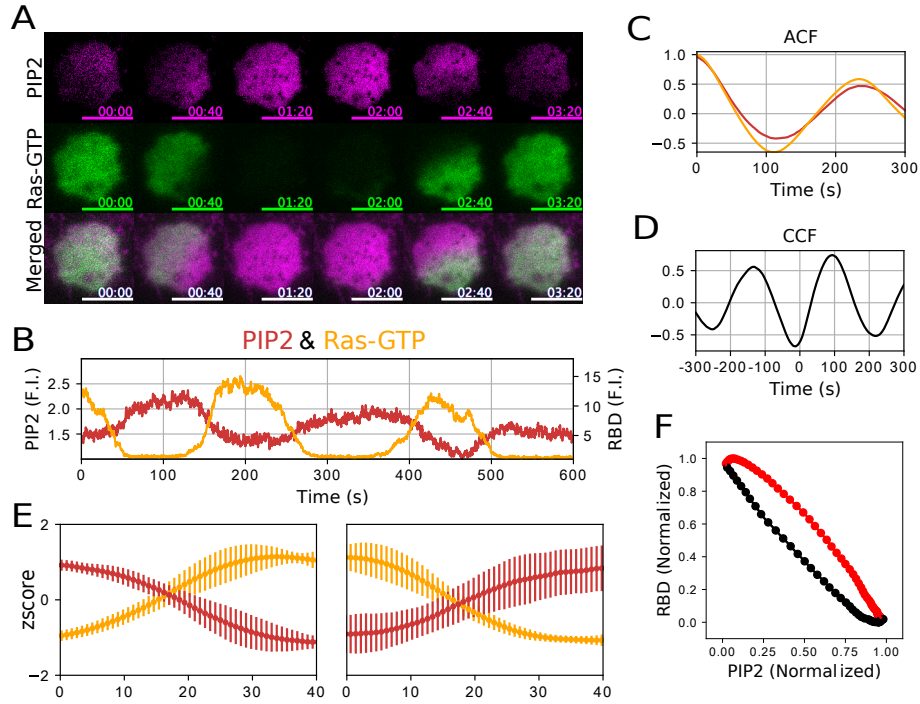 A
PIP2
00:00 00:40 01:20 02:00 02:40 03:20
Ras-GTP
00:00 00:40 01:20 02:00 02:40 03:20
Merged
00:00 00:40 01:20 02:00 02:40 03:20
B
PIP2 & Ras-GTP
PIP2 (F.I.)
2.5
2.0
1.5
RBD (F.I.)
15
10
5
0 100 200 300 400 500 600
Time (s)
C
ACF
1.0
0.5
0.0
−0.5
0 100 200 300
Time (s)
D
CCF
0.5
0.0
−0.5
-300 -200 -100 0 100 200 300
Time (s)
E
zscore
2
0
−2
0 10 20 30 40
0 10 20 30 40
F
RBD (Normalized)
1.0
0.8
0.6
0.4
0.2
0.0
0.00 0.25 0.50 0.75 1.00
PIP2 (Normalized)